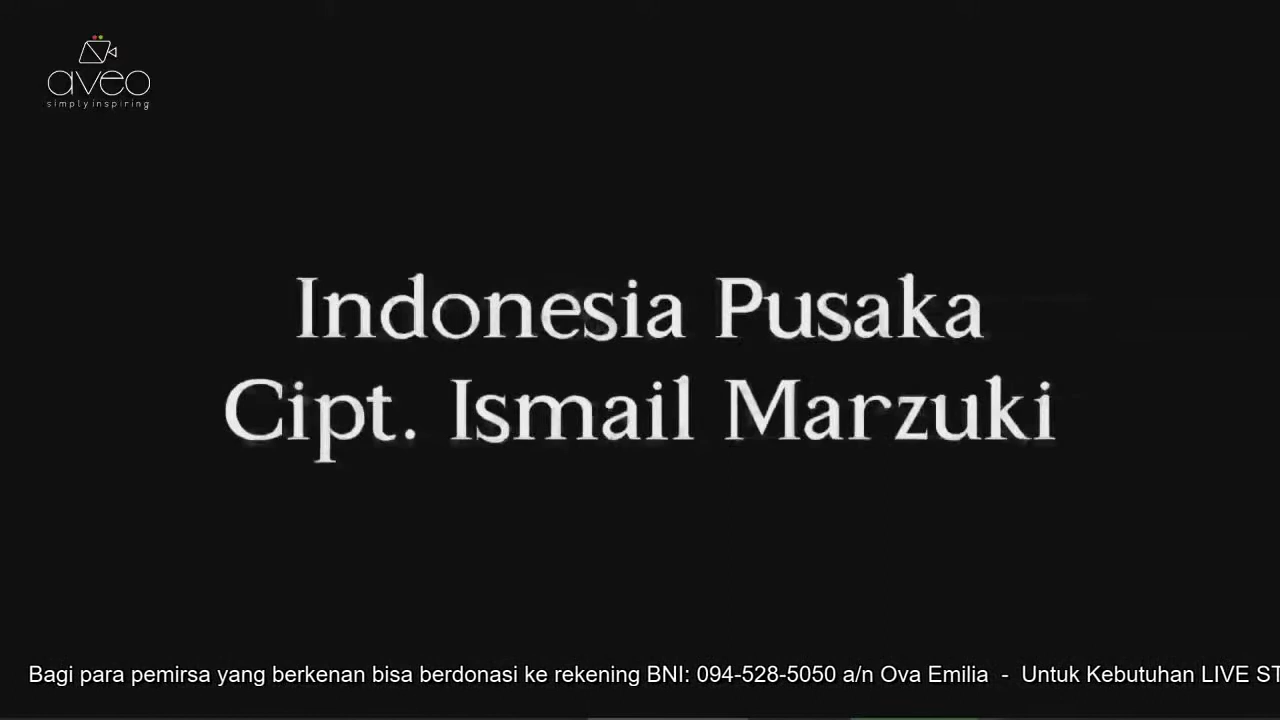 aveo
simply inspiring
Indonesia Pusaka
Cipt. Ismail Marzuki
Bagi para pemirsa yang berkenan bisa berdonasi ke rekening BNI: 094-528-5050 a/n Ova Emilia - Untuk Kebutuhan LIVE ST